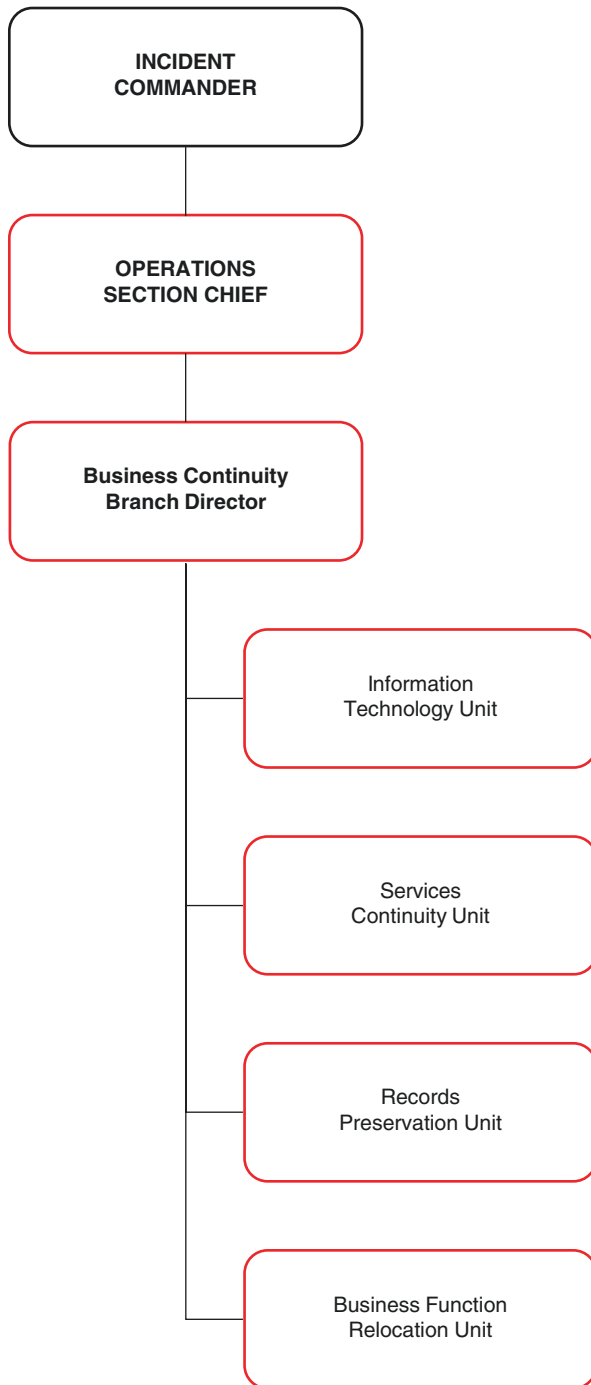 INCIDENT
COMMANDER
OPERATIONS
SECTION CHIEF
Business Continuity
Branch Director
Information
Technology Unit
Services
Continuity Unit
Records
Preservation Unit
Business Function
Relocation Unit